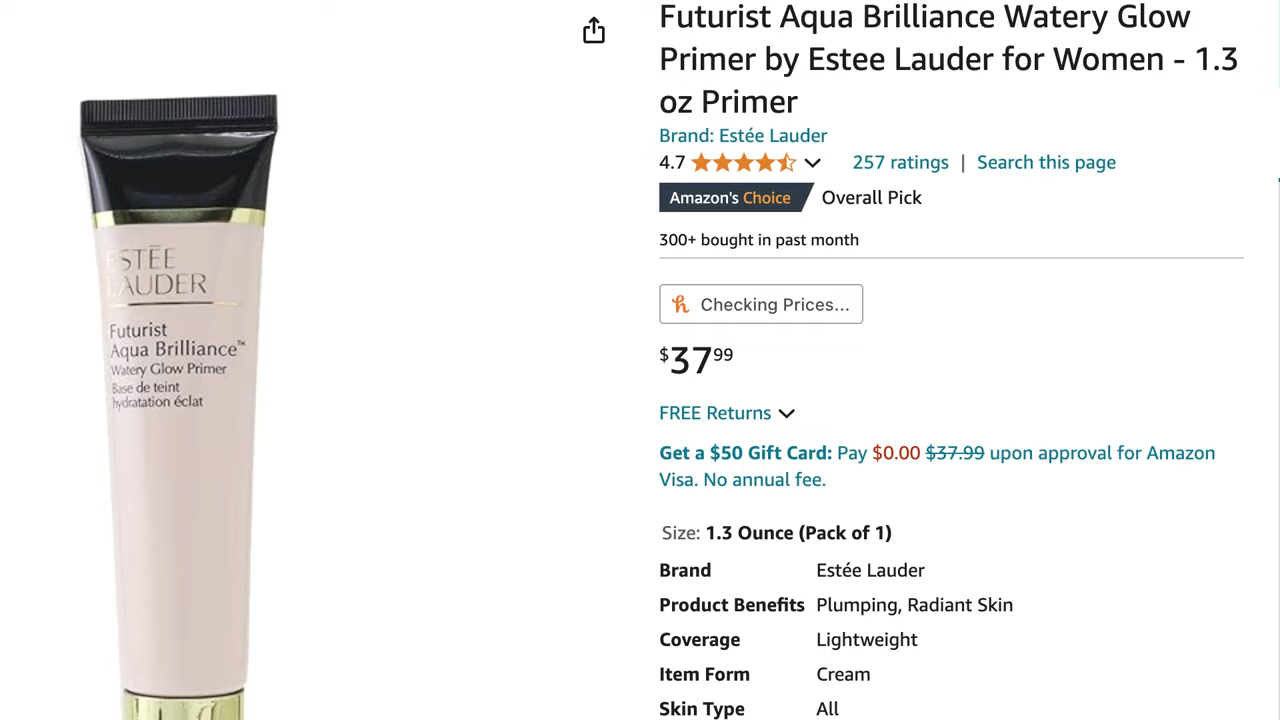 Futurist Aqua Brilliance Watery Glow
Primer by Estee Lauder for Women - 1.3
oz Primer
Brand: Estée Lauder
4.7 257 ratings | Search this page
Amazon's Choice Overall Pick
300+ bought in past month
Checking Prices...
$37.99
FREE Returns
Get a $50 Gift Card: Pay $0.00 $37.99 upon approval for Amazon
Visa. No annual fee.
Size: 1.3 Ounce (Pack of 1)
Brand Estée Lauder
Product Benefits Plumping, Radiant Skin
Coverage Lightweight
Item Form Cream
Skin Type All
ESTĒE
LAUDER
Futurist
Aqua Brilliance™
Watery Glow Primer
Base de teint
hydratation éclat